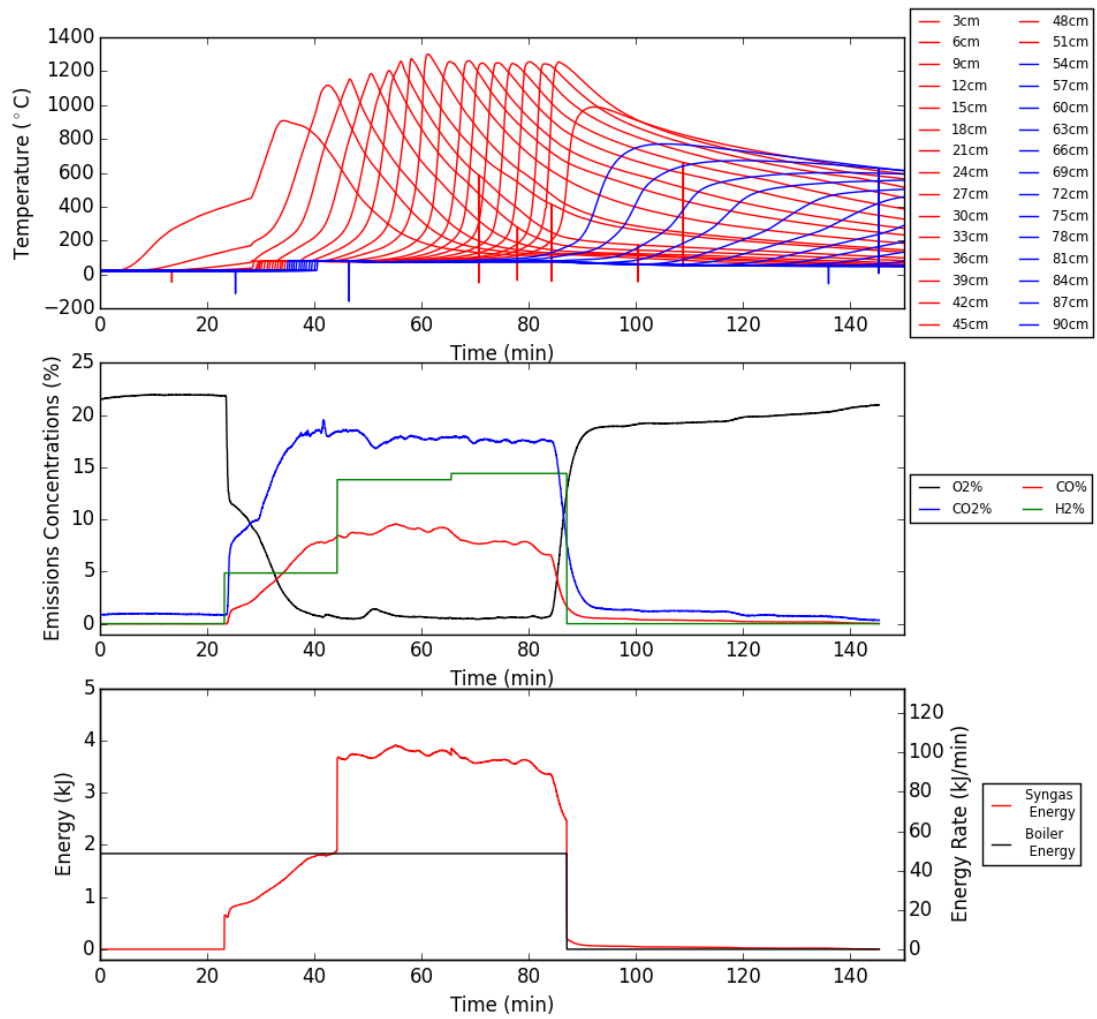 1400
1200
1000
800
600
400
200
0
−200
Temperature (°C)
0 20 40 60 80 100 120 140
Time (min)
3cm 48cm
6cm 51cm
9cm 54cm
12cm 57cm
15cm 60cm
18cm 63cm
21cm 66cm
24cm 69cm
27cm 72cm
30cm 75cm
33cm 78cm
36cm 81cm
39cm 84cm
42cm 87cm
45cm 90cm
25
20
15
10
5
0
Emissions Concentrations (%)
0 20 40 60 80 100 120 140
Time (min)
O2% CO%
CO2% H2%
5
4
3
2
1
0
Energy (kJ)
120
100
80
60
40
20
0
Energy Rate (kJ/min)
0 20 40 60 80 100 120 140
Time (min)
Syngas
Energy
Boiler
Energy